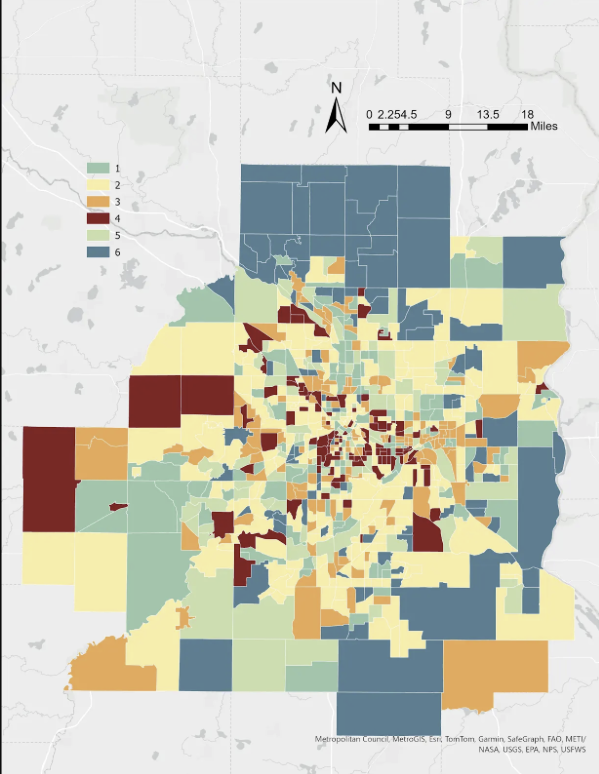 N
0 2.254.5 9 13.5 18
Miles
1
2
3
4
5
6
Metropolitan Council, MetroGIS, Esri, TomTom, Garmin, SafeGraph, FAO, METI/
NASA, USGS, EPA, NPS, USFWS